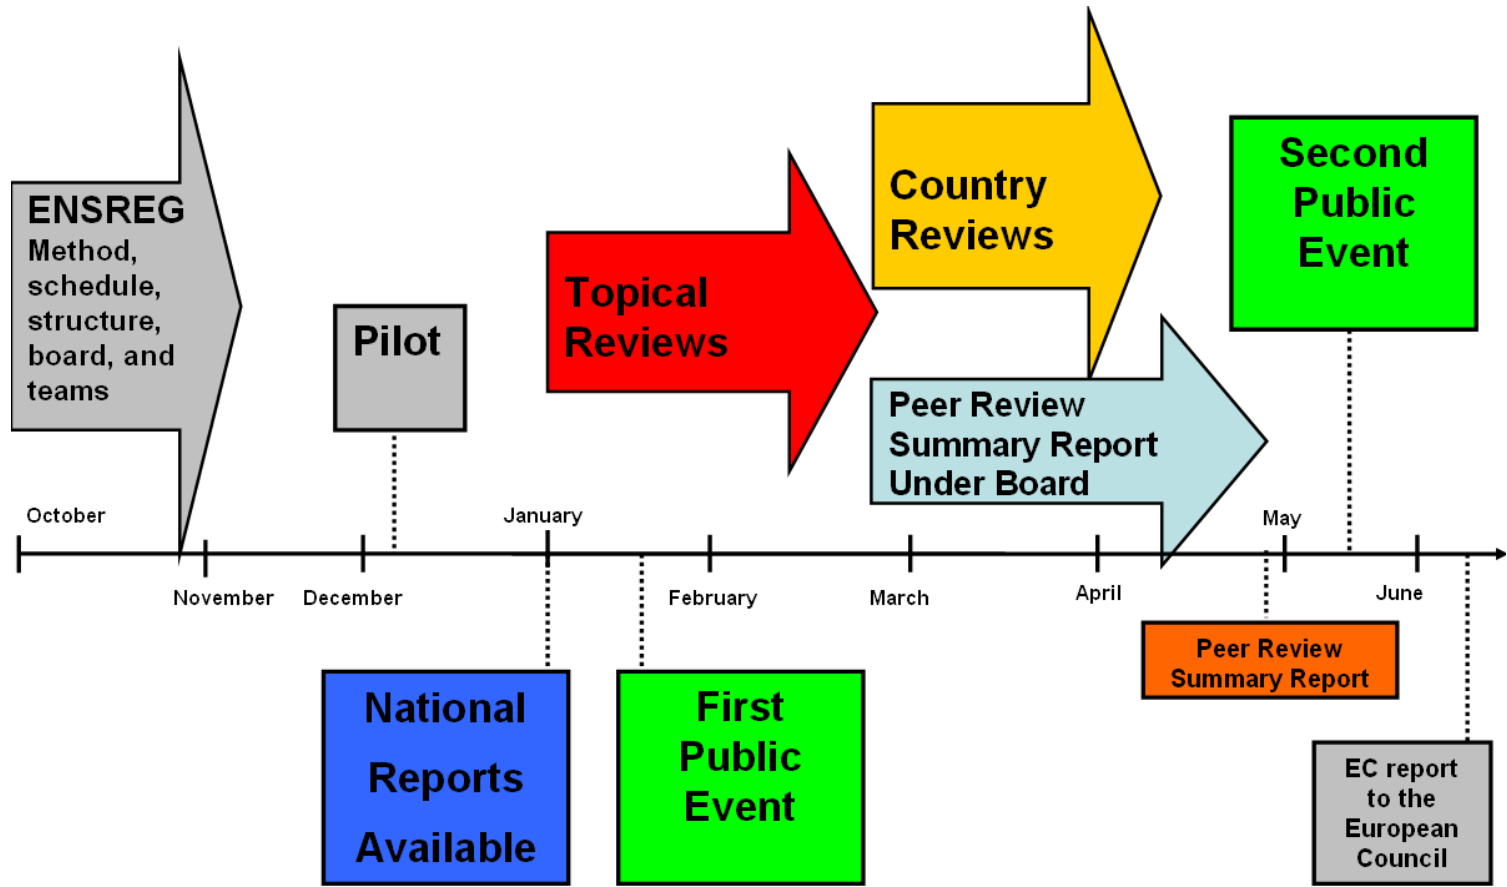 ENSREG
Method,
schedule,
structure,
board, and
teams
Pilot
Topical
Reviews
Country
Reviews
Peer Review
Summary Report
Under Board
Second
Public
Event
October
November
December
January
February
March
April
May
June
National
Reports
Available
First
Public
Event
Peer Review
Summary Report
EC report
to the
European
Council